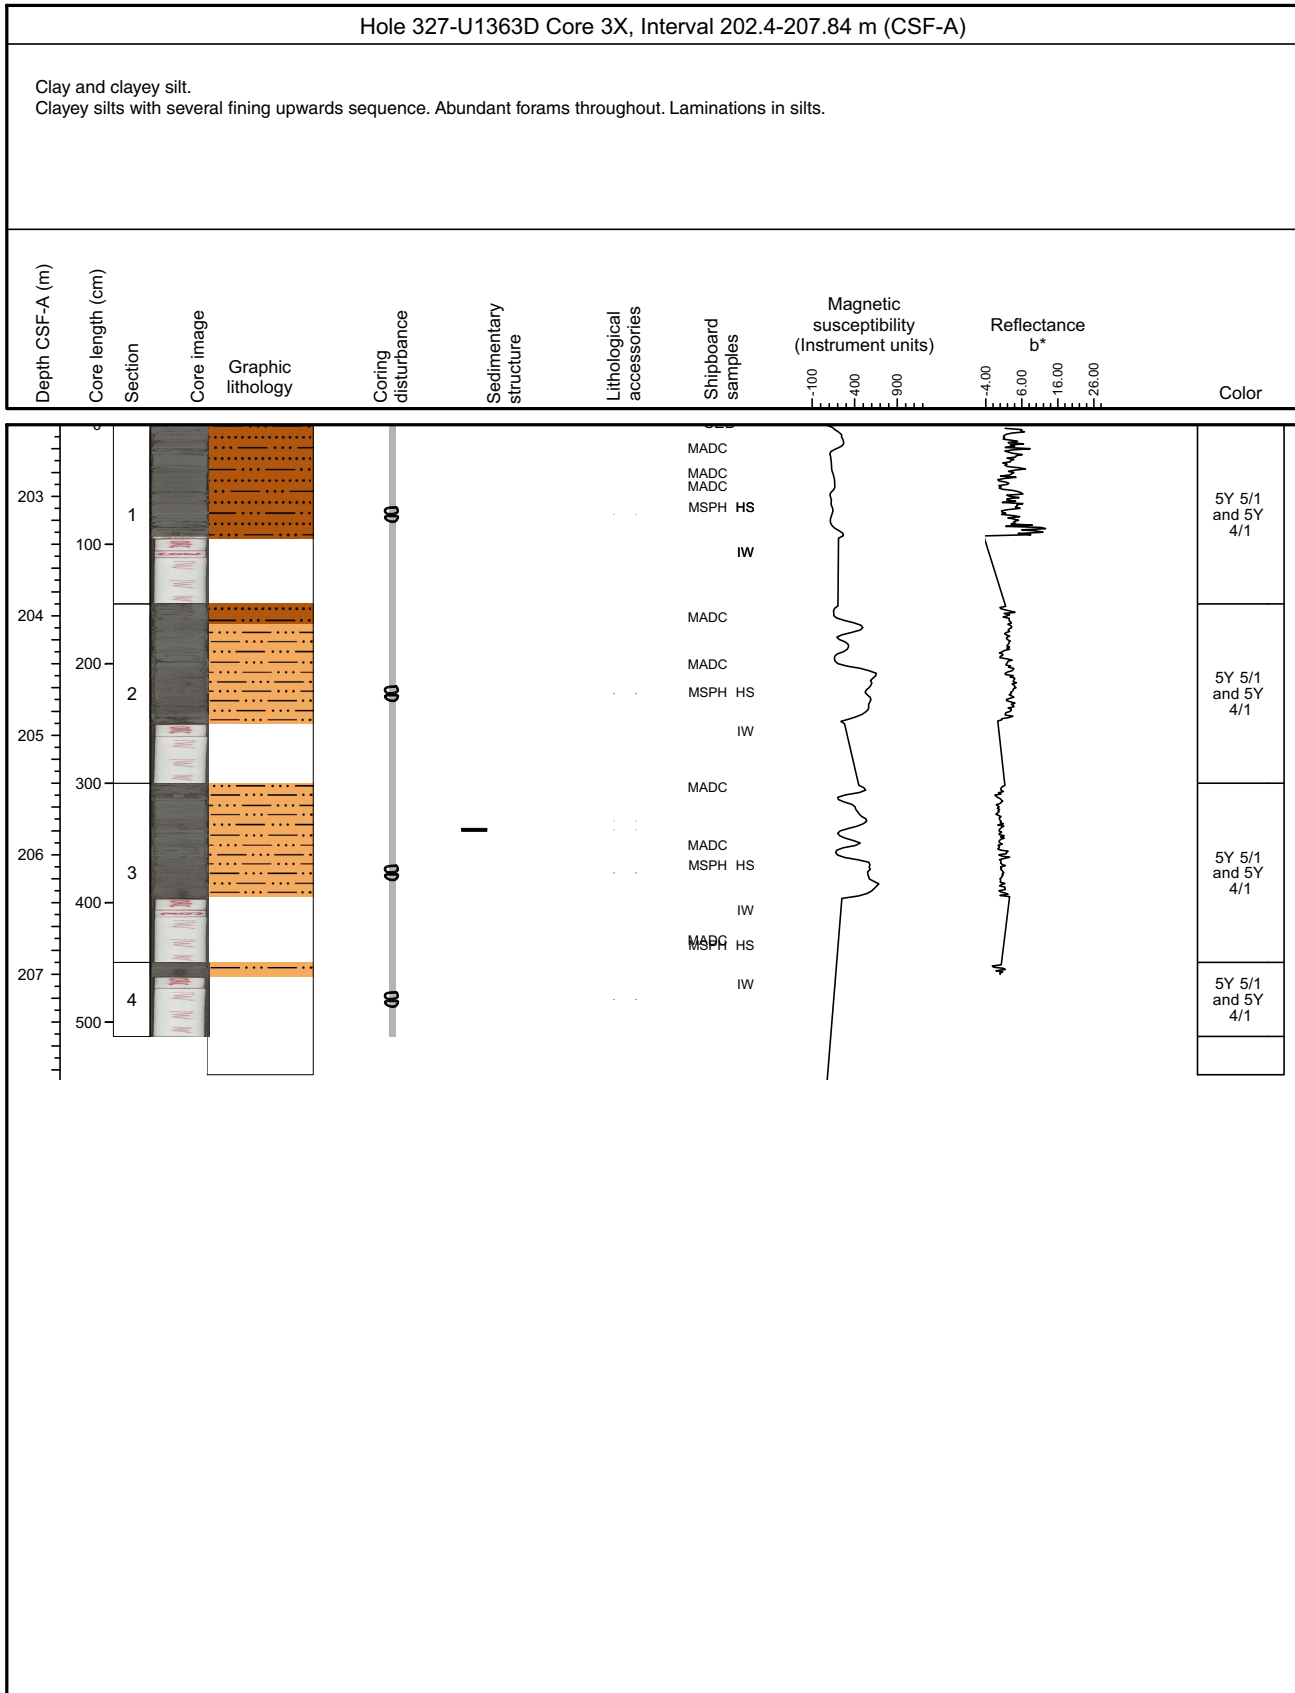 Hole 327-U1363D Core 3X, Interval 202.4-207.84 m (CSF-A)
Clay and clayey silt.
Clayey silts with several fining upwards sequence. Abundant forams throughout. Laminations in silts.
Depth CSF-A (m)
Core length (cm)
Section
Core image
Graphic
lithology
Coring
disturbance
Sedimentary
structure
Lithological
accessories
Shipboard
samples
Magnetic
susceptibility
(Instrument units)
-100
400
900
Reflectance
b*
-4.00
6.00
16.00
26.00
Color
0
MADC
MADC
MADC
203
1
MSPH HS
5Y 5/1
and 5Y
4/1
100
IW
204
MADC
200
MADC
2
MSPH HS
5Y 5/1
and 5Y
4/1
205
IW
300
MADC
206
MADC
3
MSPH HS
5Y 5/1
and 5Y
4/1
400
IW
MADC
MSPH HS
207
IW
4
5Y 5/1
and 5Y
4/1
500